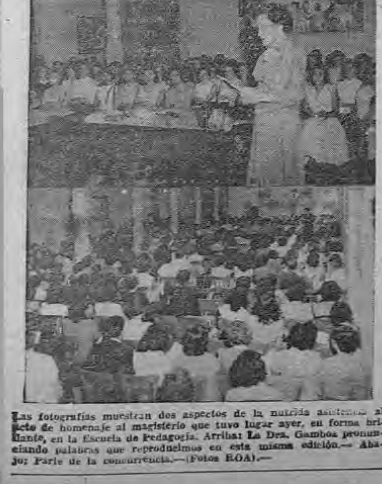 Las fotografías muestran dos aspectos de la nutrida asistencia al
acto de homenaje al magisterio que tuvo lugar ayer, en forma bri-
llante, en la Escuela de Pedagogía. Arriba: La Dra. Gamboa pronun-
ciando palabras que reproducimos en esta misma edición.— Aba-
jo: Parte de la concurrencia.—(Fotos ROA).—